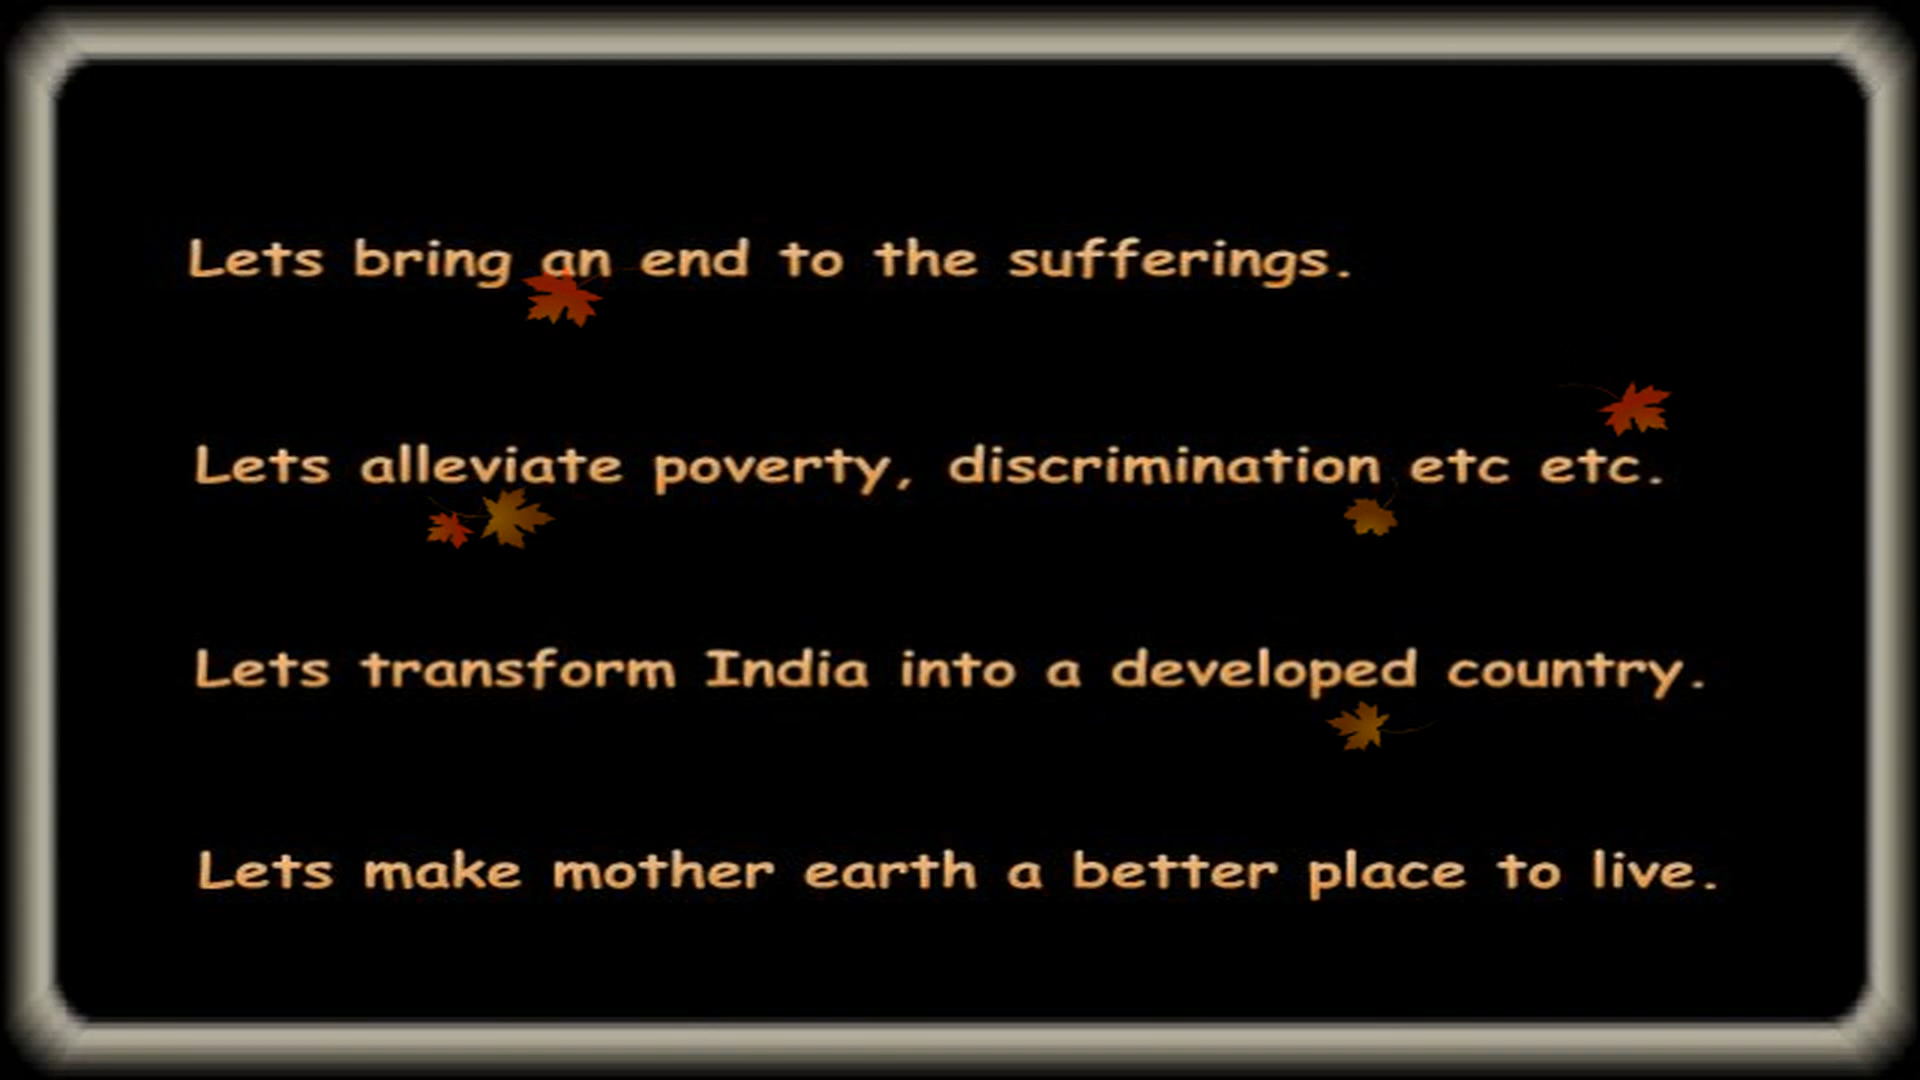 Lets bring an end to the sufferings.
Lets alleviate poverty, discrimination etc etc.
Lets transform India into a developed country.
Lets make mother earth a better place to live.